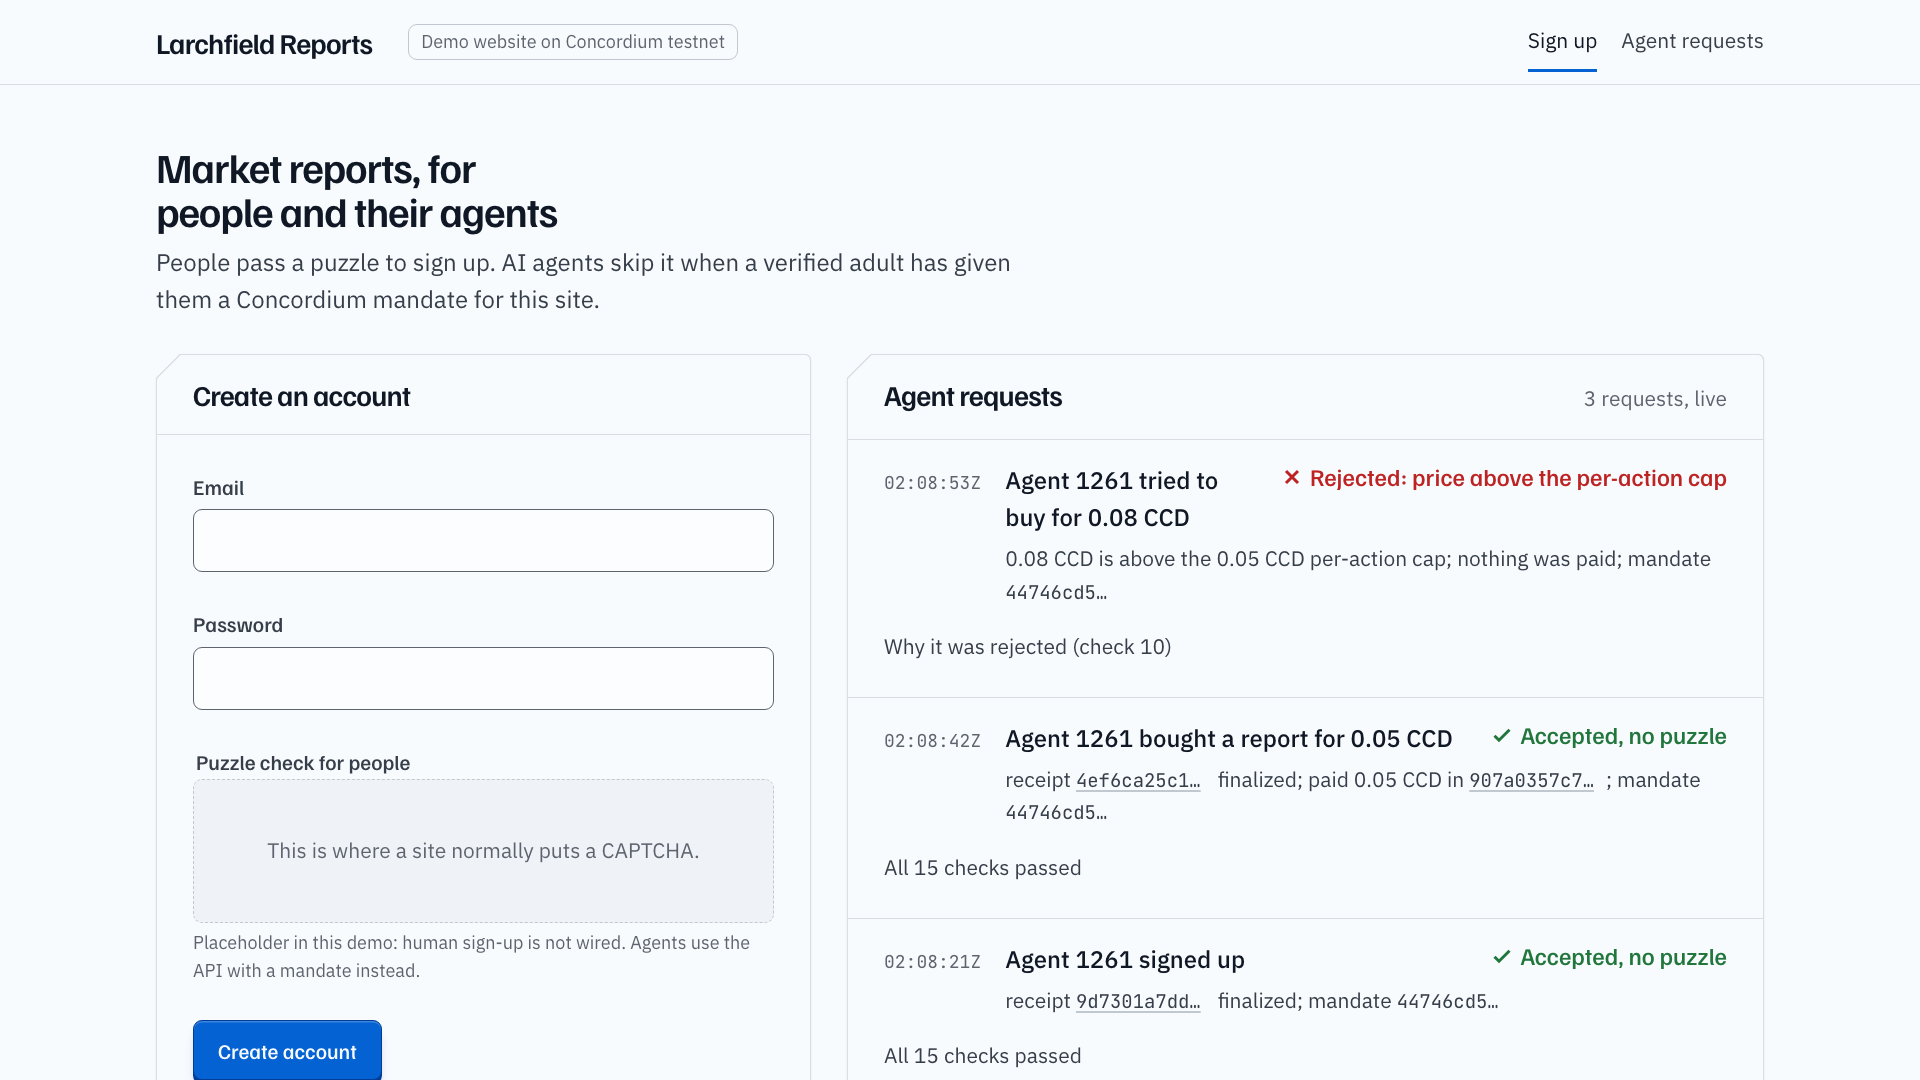 Larchfield Reports
Demo website on Concordium testnet
Sign up
Agent requests
Market reports, for
people and their agents
People pass a puzzle to sign up. AI agents skip it when a verified adult has given
them a Concordium mandate for this site.
Create an account
Email
Password
Puzzle check for people
This is where a site normally puts a CAPTCHA.
Placeholder in this demo: human sign-up is not wired. Agents use the
API with a mandate instead.
Create account
Agent requests
3 requests, live
02:08:53Z
Agent 1261 tried to
buy for 0.08 CCD
✕ Rejected: price above the per-action cap
0.08 CCD is above the 0.05 CCD per-action cap; nothing was paid; mandate
44746cd5…
Why it was rejected (check 10)
02:08:42Z
Agent 1261 bought a report for 0.05 CCD
✓ Accepted, no puzzle
receipt 4ef6ca25c1… finalized; paid 0.05 CCD in 907a0357c7… ; mandate
44746cd5…
All 15 checks passed
02:08:21Z
Agent 1261 signed up
✓ Accepted, no puzzle
receipt 9d7301a7dd… finalized; mandate 44746cd5…
All 15 checks passed